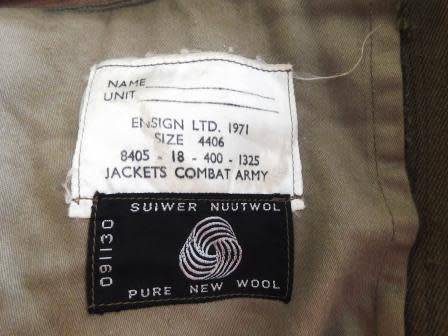 NAME
UNIT
ENSIGN LTD. 1971
SIZE 4406
8405 - 18 - 400 - 1325
JACKETS COMBAT ARMY
SUIWER NUUTWOL
091130
PURE NEW WOOL